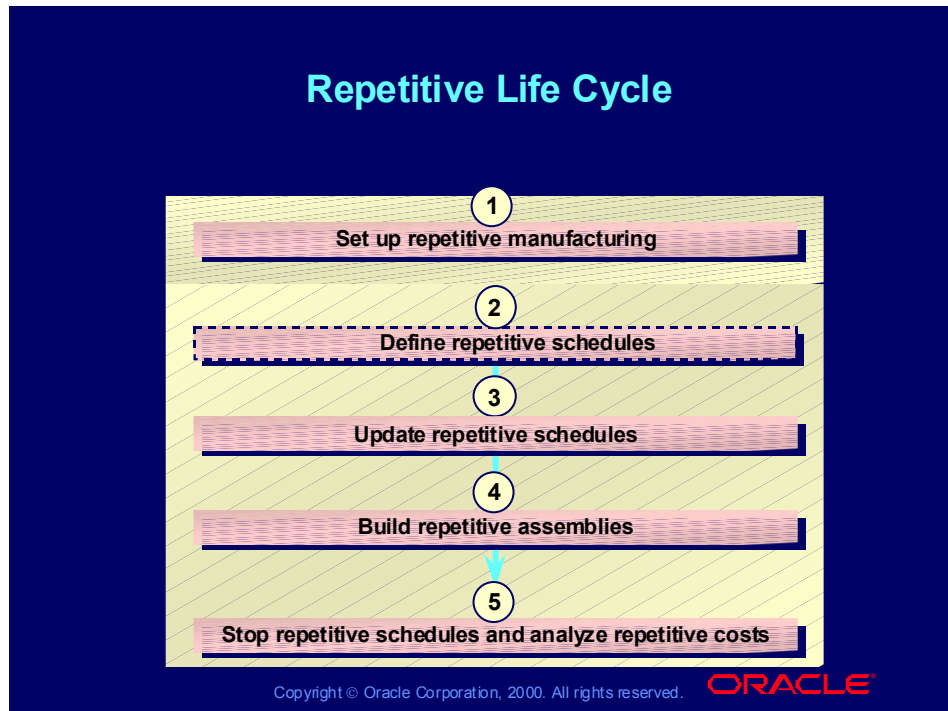 Repetitive Life Cycle
1
Set up repetitive manufacturing
2
Define repetitive schedules
3
Update repetitive schedules
4
Build repetitive assemblies
5
Stop repetitive schedules and analyze repetitive costs
Copyright © Oracle Corporation, 2000. All rights reserved.
ORACLE®